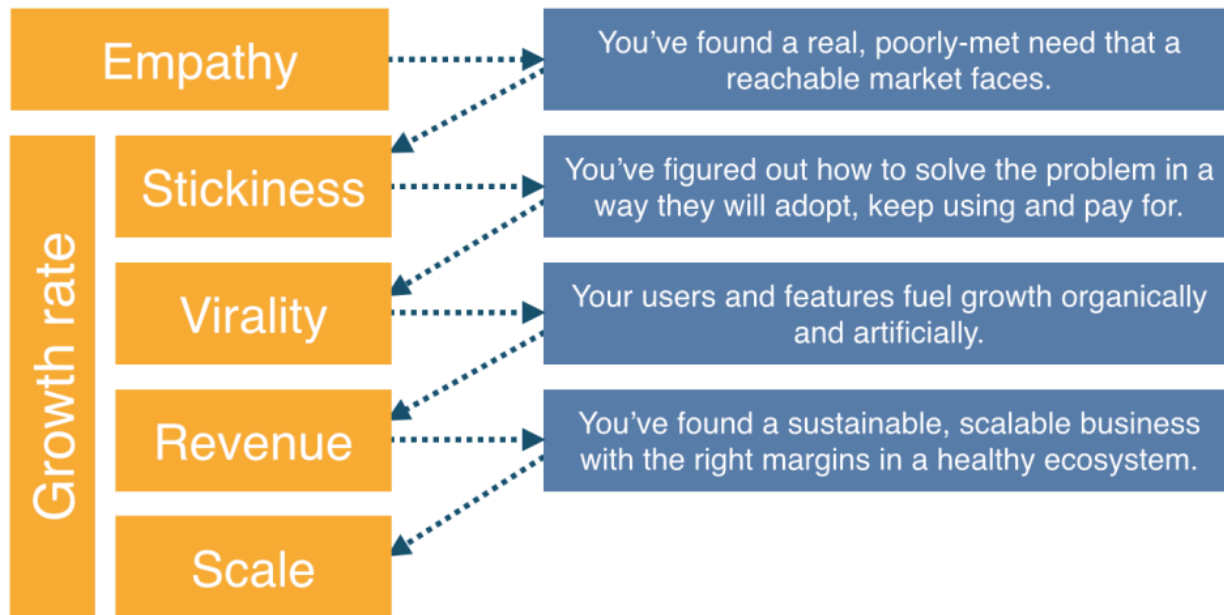 Empathy
You’ve found a real, poorly-met need that a
reachable market faces.
Growth rate
Stickiness
You’ve figured out how to solve the problem in a
way they will adopt, keep using and pay for.
Virality
Your users and features fuel growth organically
and artificially.
Revenue
You’ve found a sustainable, scalable business
with the right margins in a healthy ecosystem.
Scale